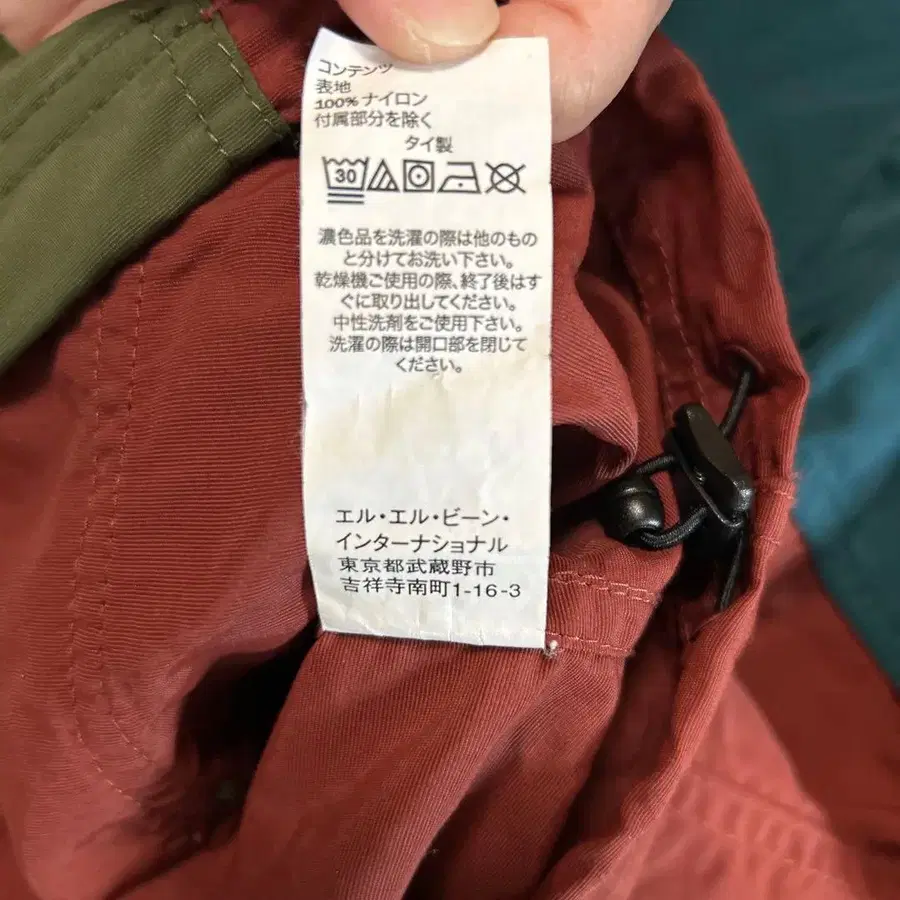 コンテンツ
表地
100% ナイロン
付属部分を除く
タイ製
30
濃色品を洗濯の際は他のもの
と分けてお洗い下さい。
乾燥機ご使用の際、終了後はす
ぐに取り出してください。
中性洗剤をご使用下さい。
洗濯の際は開口部を閉じて
ください。
エル・エル・ビーン・
インターナショナル
東京都武蔵野市
吉祥寺南町1-16-3